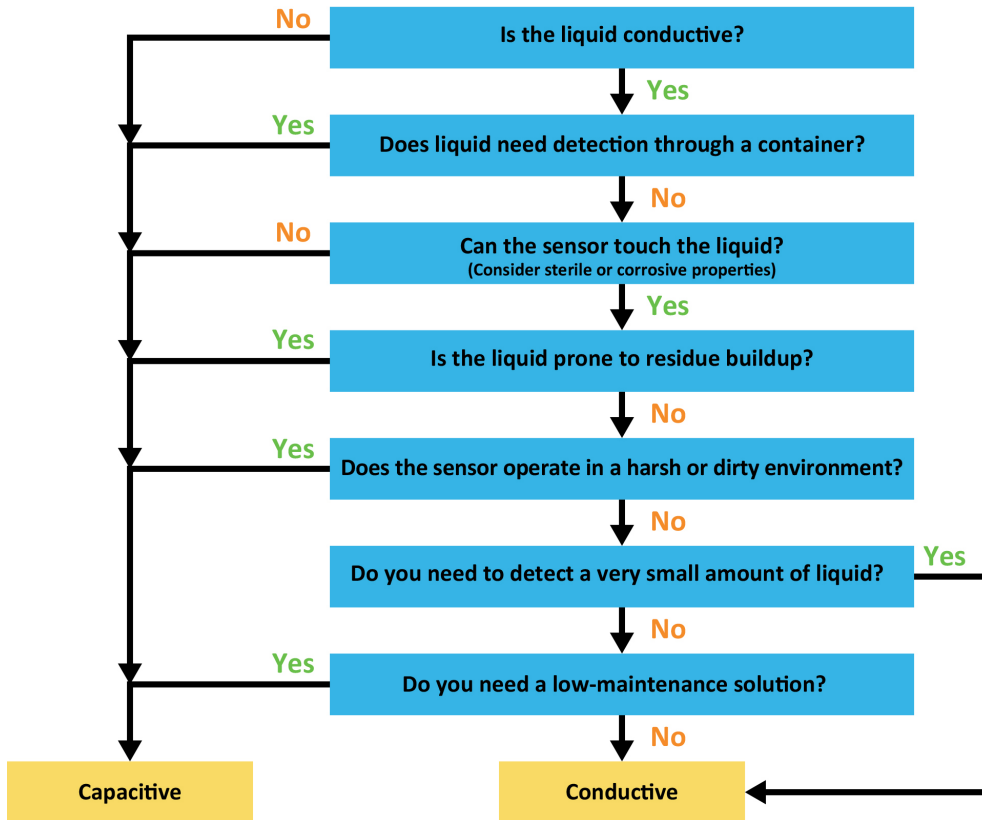 No
Is the liquid conductive?
Yes
Yes
Does liquid need detection through a container?
No
No
Can the sensor touch the liquid?
(Consider sterile or corrosive properties)
Yes
Yes
Is the liquid prone to residue buildup?
No
Yes
Does the sensor operate in a harsh or dirty environment?
No
Do you need to detect a very small amount of liquid?
Yes
No
Yes
Do you need a low-maintenance solution?
No
Capacitive
Conductive